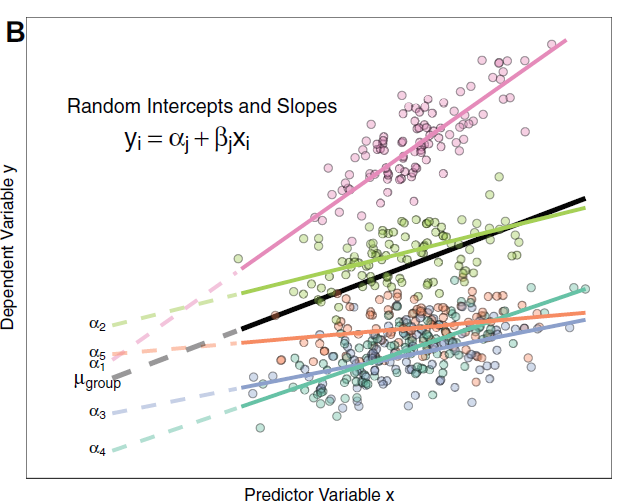 B
Random Intercepts and Slopes
yᵢ = αⱼ + βⱼxᵢ
Dependent Variable y
α₂
α₅
α₁
μgroup
α₃
α₄
Predictor Variable x